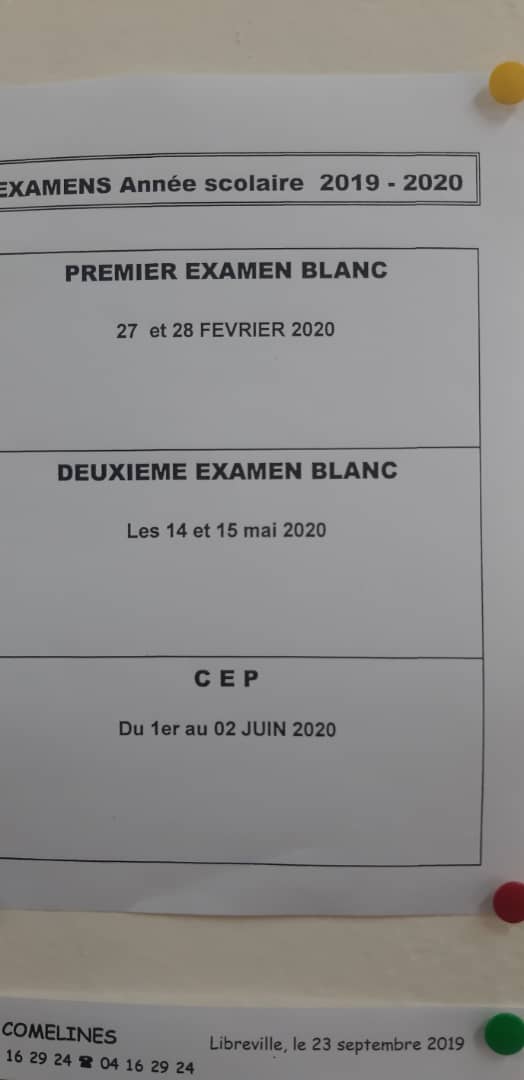 EXAMENS Année scolaire 2019 - 2020
PREMIER EXAMEN BLANC
27 et 28 FEVRIER 2020
DEUXIEME EXAMEN BLANC
Les 14 et 15 mai 2020
C E P
Du 1er au 02 JUIN 2020
COMELINES
Libreville, le 23 septembre 2019
16 29 24 ☎ 04 16 29 24